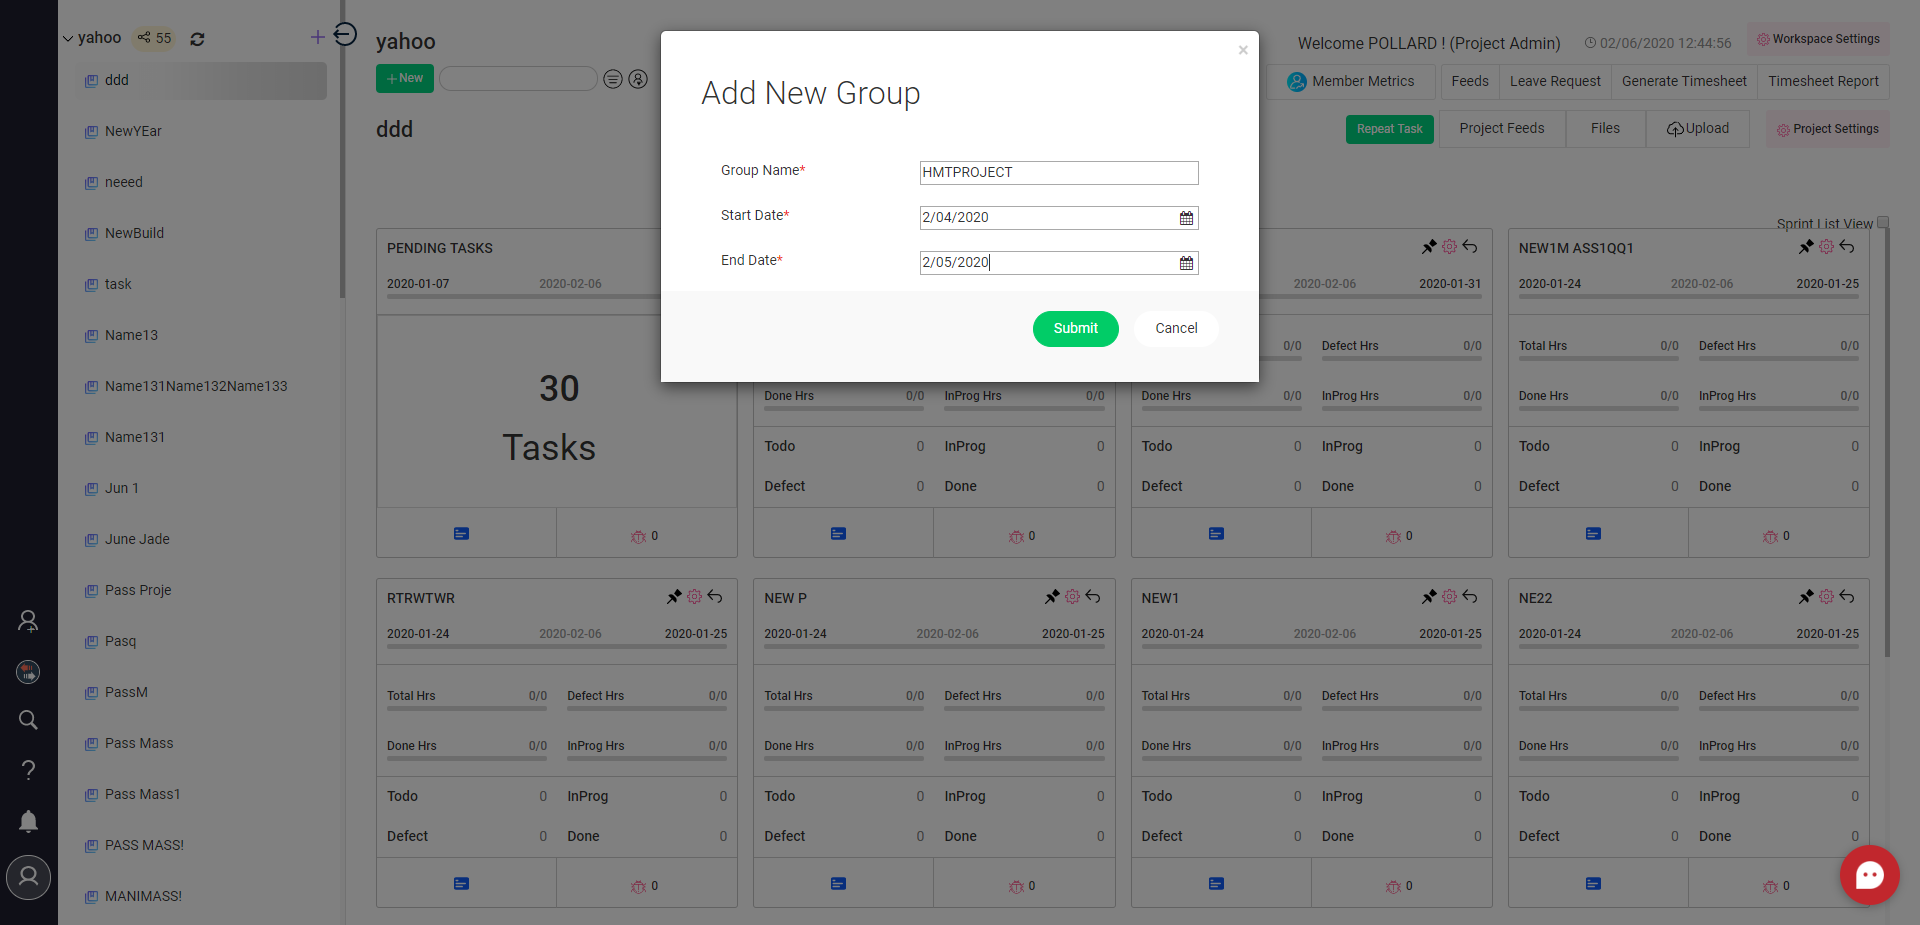 yahoo 55
ddd
NewYEar
neeed
NewBuild
task
Name13
Name131Name132Name133
Name131
Jun 1
June Jade
Pass Proje
Pasq
PassM
Pass Mass
Pass Mass1
PASS MASS!
MANIMASS!
yahoo
+ New
ddd
Welcome POLLARD ! (Project Admin) 02/06/2020 12:44:56 Workspace Settings
Member Metrics Feeds Leave Request Generate Timesheet Timesheet Report
Repeat Task Project Feeds Files Upload Project Settings
Sprint List View
×
Add New Group
Group Name* HMTPROJECT
Start Date* 2/04/2020
End Date* 2/05/2020
Submit Cancel
PENDING TASKS
2020-01-07 2020-02-06
30
Tasks
0
Done Hrs 0/0 InProg Hrs 0/0
Todo 0 InProg 0
Defect 0 Done 0
0
2020-02-06 2020-01-31
0/0 Defect Hrs 0/0
Done Hrs 0/0 InProg Hrs 0/0
Todo 0 InProg 0
Defect 0 Done 0
0
NEW1M ASS1QQ1
2020-01-24 2020-02-06 2020-01-25
Total Hrs 0/0 Defect Hrs 0/0
Done Hrs 0/0 InProg Hrs 0/0
Todo 0 InProg 0
Defect 0 Done 0
0
RTRWTWR
2020-01-24 2020-02-06 2020-01-25
Total Hrs 0/0 Defect Hrs 0/0
Done Hrs 0/0 InProg Hrs 0/0
Todo 0 InProg 0
Defect 0 Done 0
0
NEW P
2020-01-24 2020-02-06 2020-01-25
Total Hrs 0/0 Defect Hrs 0/0
Done Hrs 0/0 InProg Hrs 0/0
Todo 0 InProg 0
Defect 0 Done 0
0
NEW1
2020-01-24 2020-02-06 2020-01-25
Total Hrs 0/0 Defect Hrs 0/0
Done Hrs 0/0 InProg Hrs 0/0
Todo 0 InProg 0
Defect 0 Done 0
0
NE22
2020-01-24 2020-02-06 2020-01-25
Total Hrs 0/0 Defect Hrs 0/0
Done Hrs 0/0 InProg Hrs 0/0
Todo 0 InProg 0
Defect 0 Done 0
0